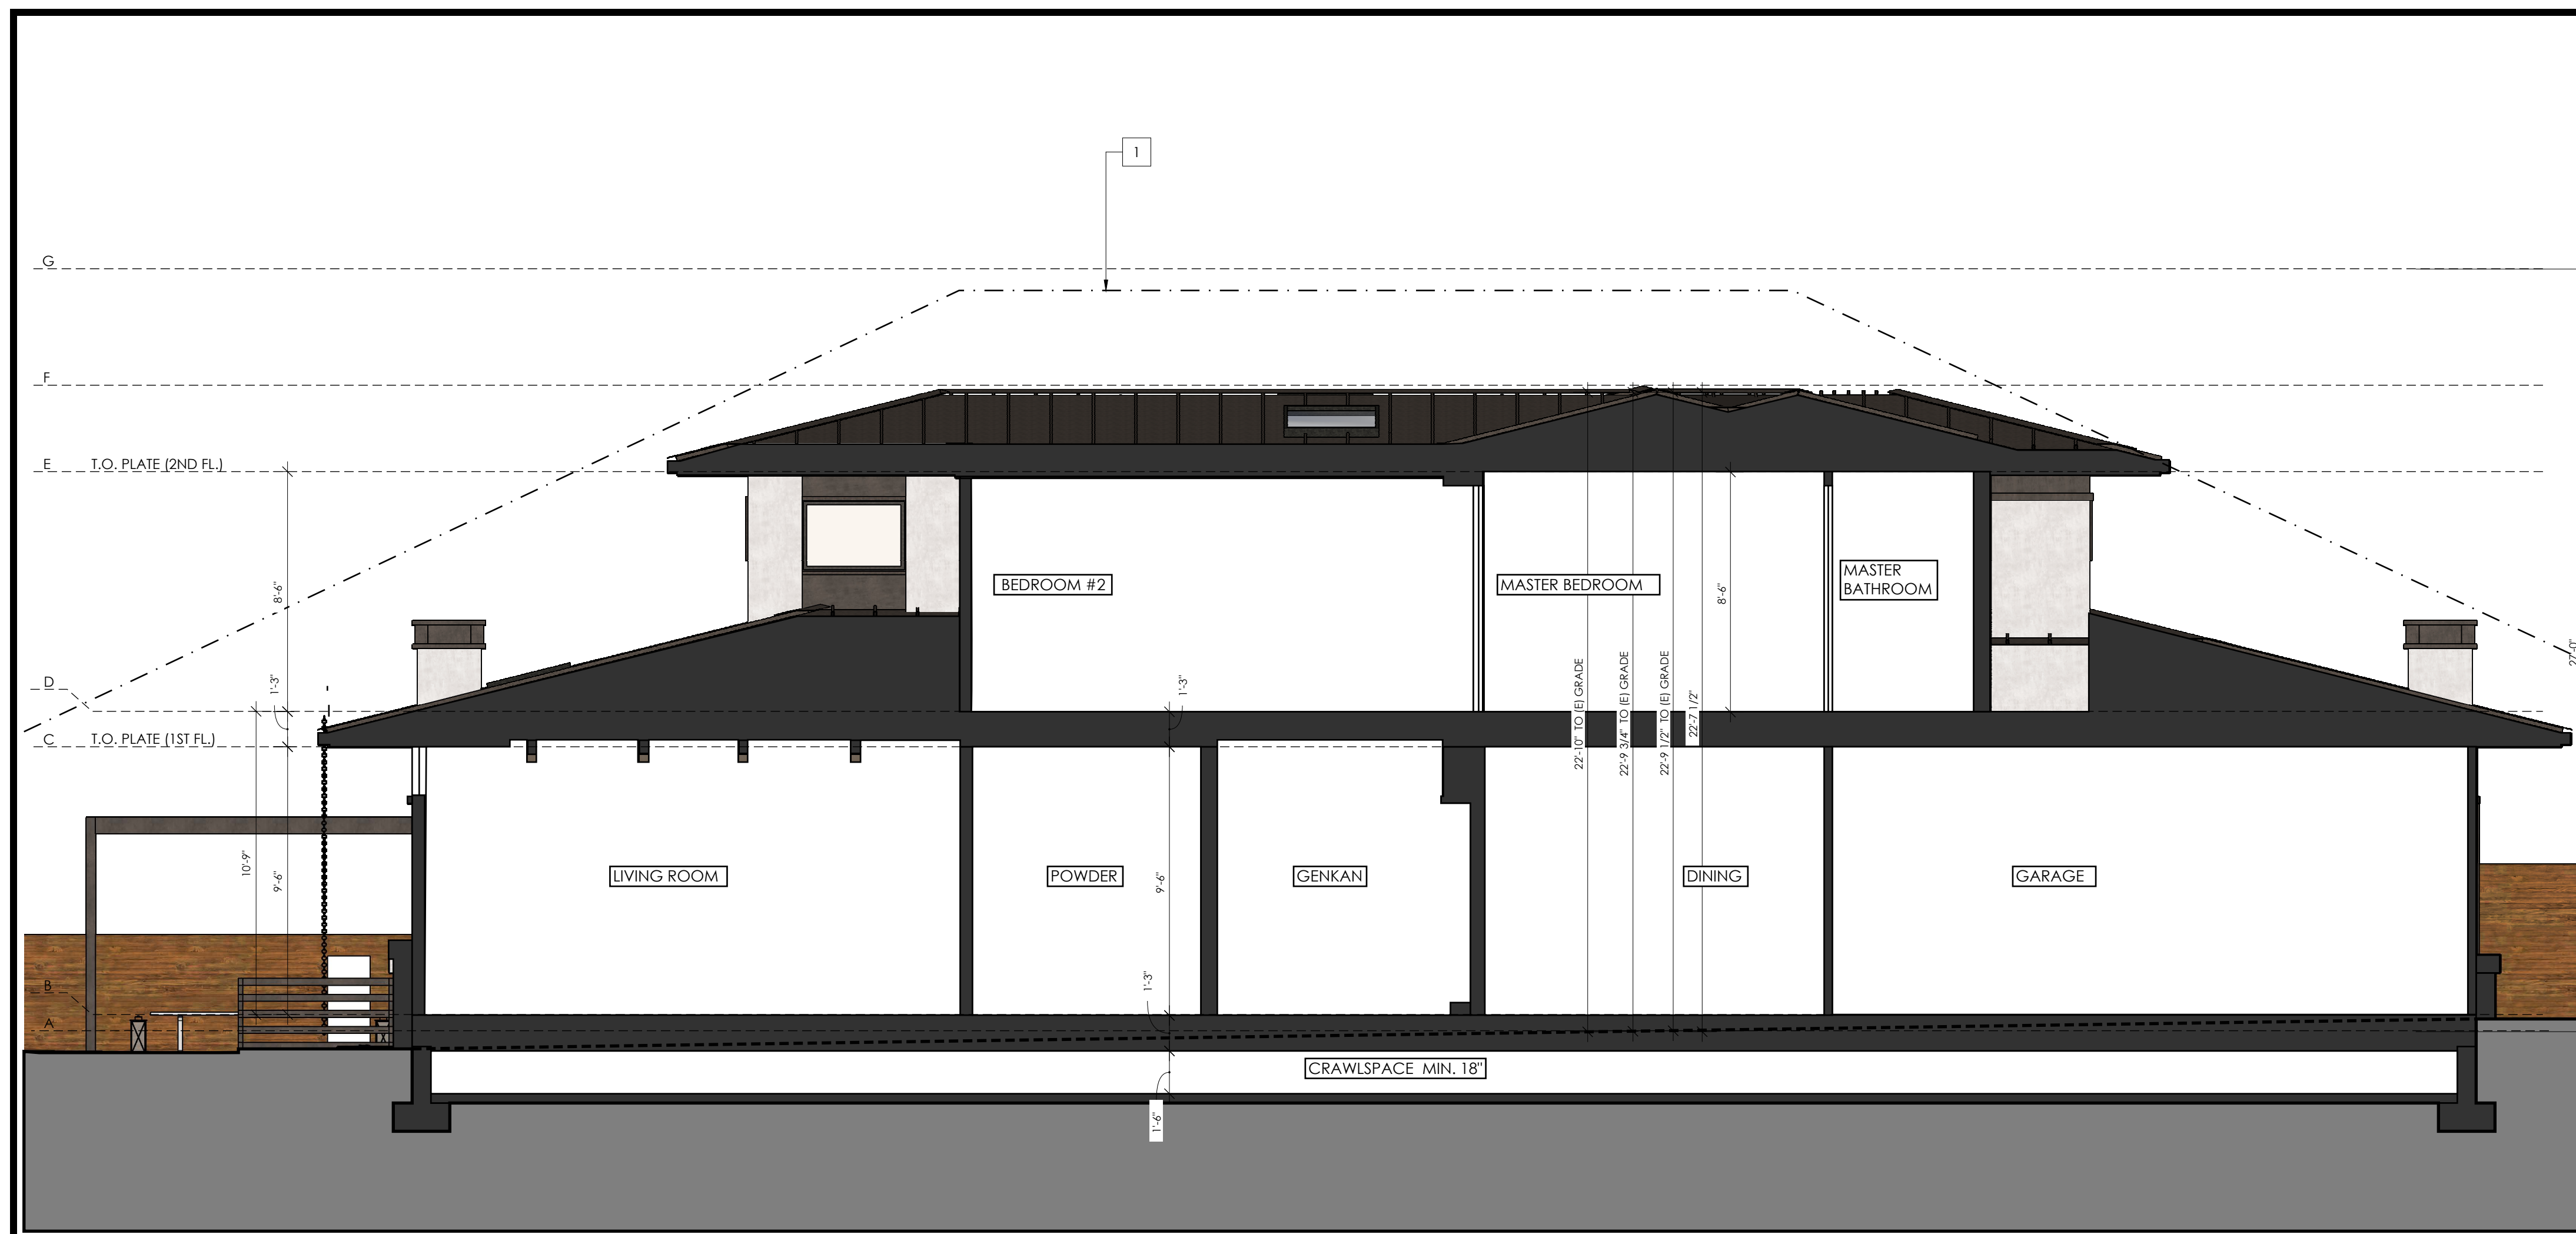 1
G
F
E T.O. PLATE (2ND FL.)
8'-6"
BEDROOM #2
MASTER BEDROOM
8'-6"
MASTER
BATHROOM
27'-0"
D
1'-3"
1'-3"
22'-10" TO (E) GRADE
22'-9 3/4" TO (E) GRADE
22'-9 1/2" TO (E) GRADE
22'-7 1/2"
C T.O. PLATE (1ST FL.)
10'-9"
9'-6"
LIVING ROOM
POWDER
9'-6"
GENKAN
DINING
GARAGE
B
1'-3"
A
CRAWLSPACE MIN. 18"
1'-6"